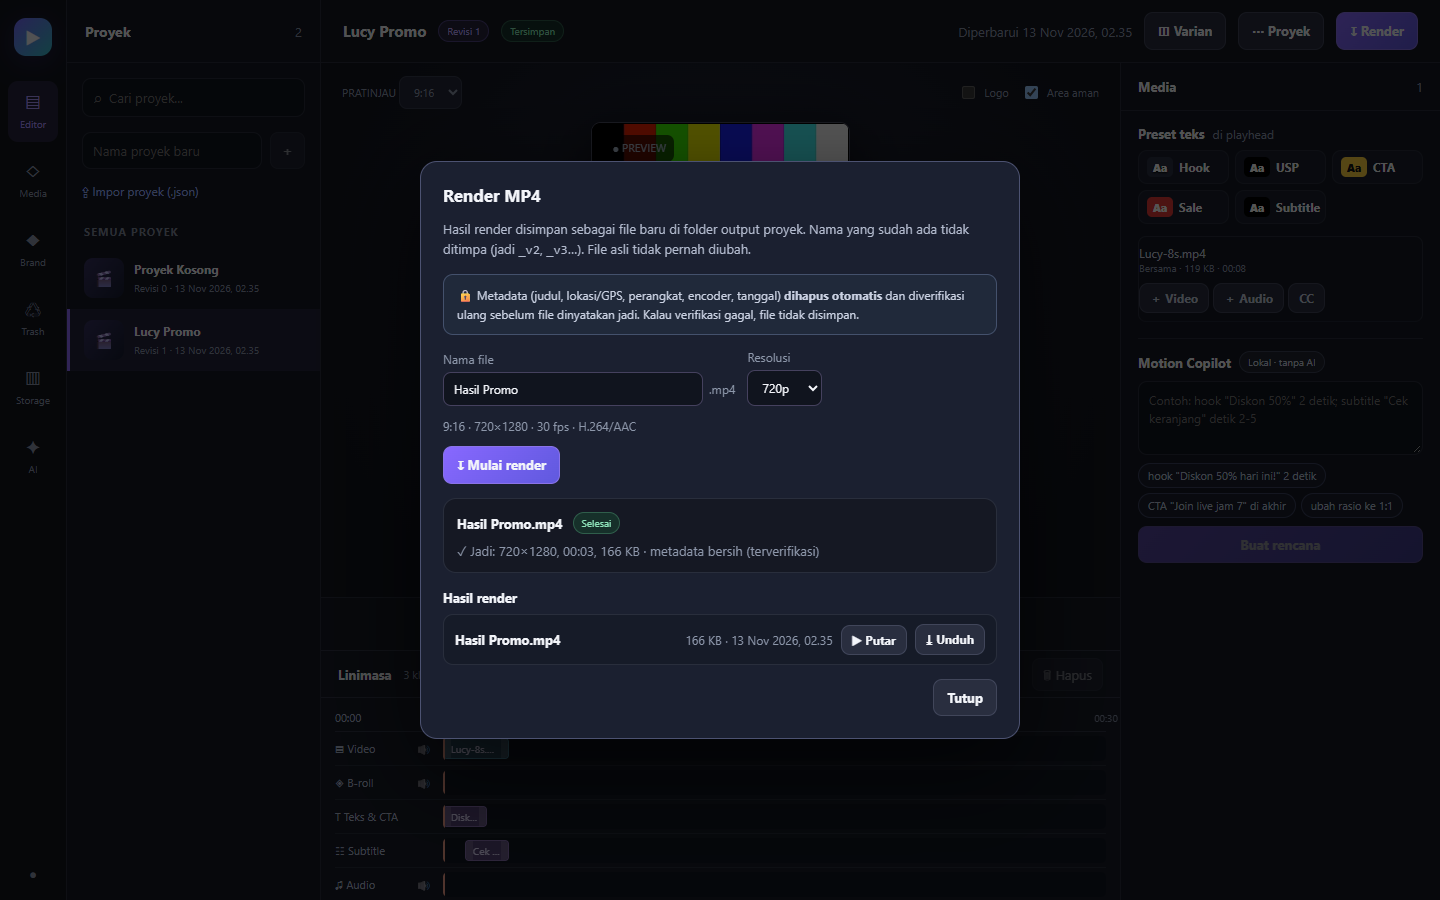 Proyek
2
Lucy Promo
Revisi 1
Tersimpan
Diperbarui 13 Nov 2026, 02.35
Varian
Proyek
Render
Editor
Media
Brand
Trash
Storage
AI
Cari proyek...
Nama proyek baru
+
Impor proyek (.json)
SEMUA PROYEK
Proyek Kosong
Revisi 0 · 13 Nov 2026, 02.35
Lucy Promo
Revisi 1 · 13 Nov 2026, 02.35
PRATINJAU
9:16
Logo
Area aman
PREVIEW
Render MP4
Hasil render disimpan sebagai file baru di folder output proyek. Nama yang sudah ada tidak
ditimpa (jadi _v2, _v3…). File asli tidak pernah diubah.
Metadata (judul, lokasi/GPS, perangkat, encoder, tanggal) dihapus otomatis dan diverifikasi
ulang sebelum file dinyatakan jadi. Kalau verifikasi gagal, file tidak disimpan.
Nama file
Resolusi
Hasil Promo
.mp4
720p
9:16 · 720×1280 · 30 fps · H.264/AAC
Mulai render
Hasil Promo.mp4
Selesai
✓ Jadi: 720×1280, 00:03, 166 KB · metadata bersih (terverifikasi)
Hasil render
Hasil Promo.mp4
166 KB · 13 Nov 2026, 02.35
Putar
Unduh
Tutup
Linimasa
Hapus
00:00
00:30
Video
Lucy-8s....
B-roll
T Teks & CTA
Disk...
Subtitle
Cek ...
Audio
Media
1
Preset teks
di playhead
Aa Hook
Aa USP
Aa CTA
Aa Sale
Aa Subtitle
Lucy-8s.mp4
Bersama · 119 KB · 00:08
+ Video
+ Audio
CC
Motion Copilot
Lokal · tanpa AI
Contoh: hook "Diskon 50%" 2 detik; subtitle "Cek
keranjang" detik 2-5
hook "Diskon 50% hari ini!" 2 detik
CTA "Join live jam 7" di akhir
ubah rasio ke 1:1
Buat rencana